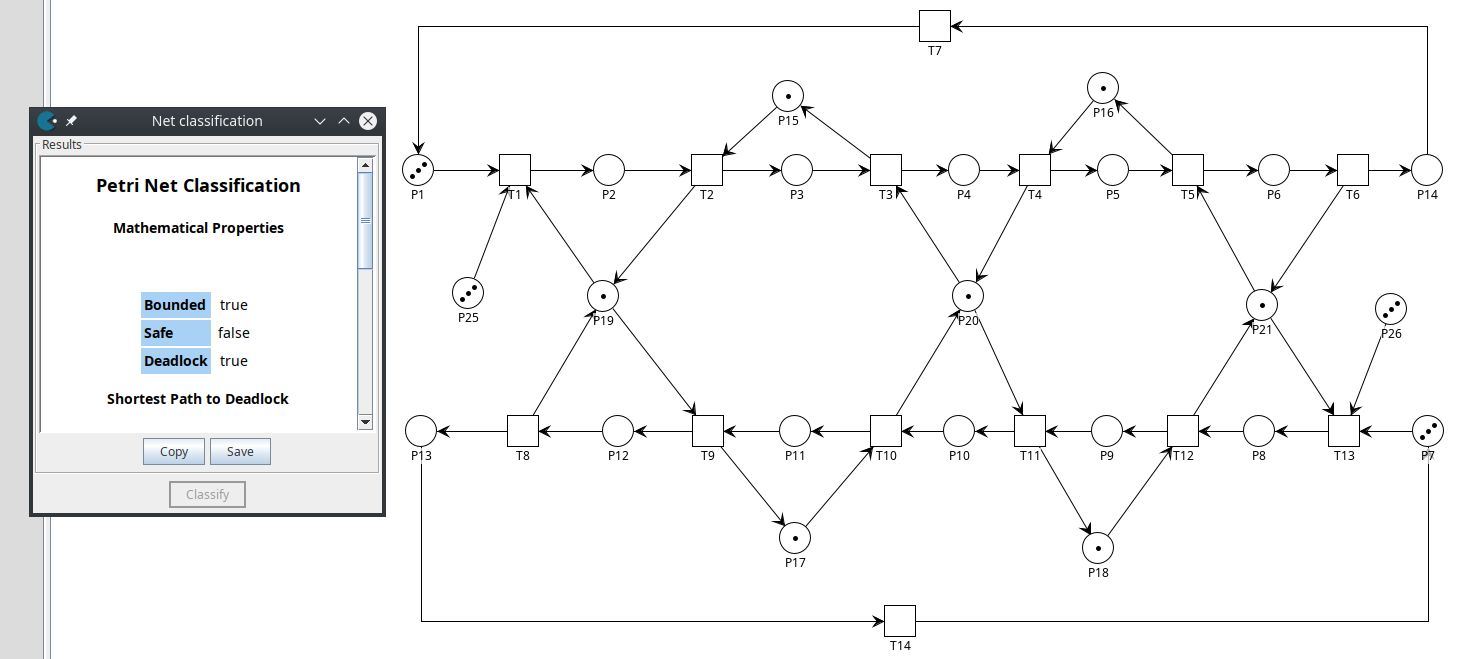 T7
Net classification
P15
P16
Results
Petri Net Classification
P1
T1
P2
T2
P3
T3
P4
T4
P5
T5
P6
T6
P14
Mathematical Properties
Bounded true
P25
P19
P20
P21
P26
Safe false
Deadlock true
Shortest Path to Deadlock
Copy
Save
P13
T8
P12
T9
P11
T10
P10
T11
P9
T12
P8
T13
P7
Classify
P17
P18
T14